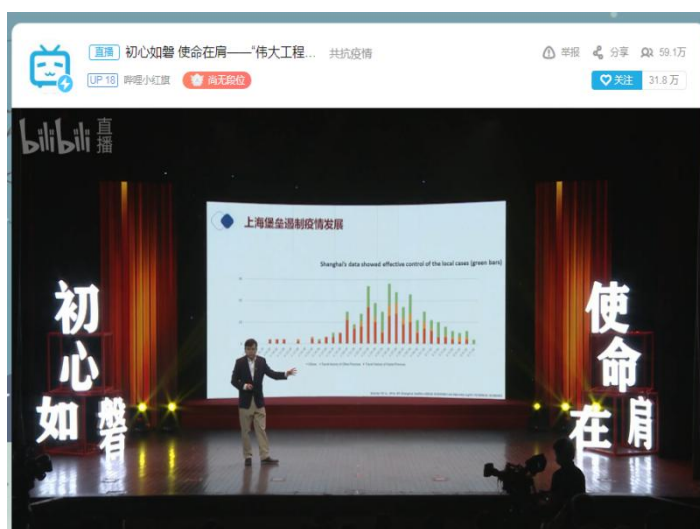 直播 初心如磐 使命在肩——“伟大工程... 共抗疫情
举报 分享 59.1万
UP 18 哔哩小红旗 尚无段位
关注 31.8 万
bilibili 直播
上海堡垒遏制疫情发展
Shanghai's data showed effective control of the local cases (green bars)
初心如磐
使命在肩